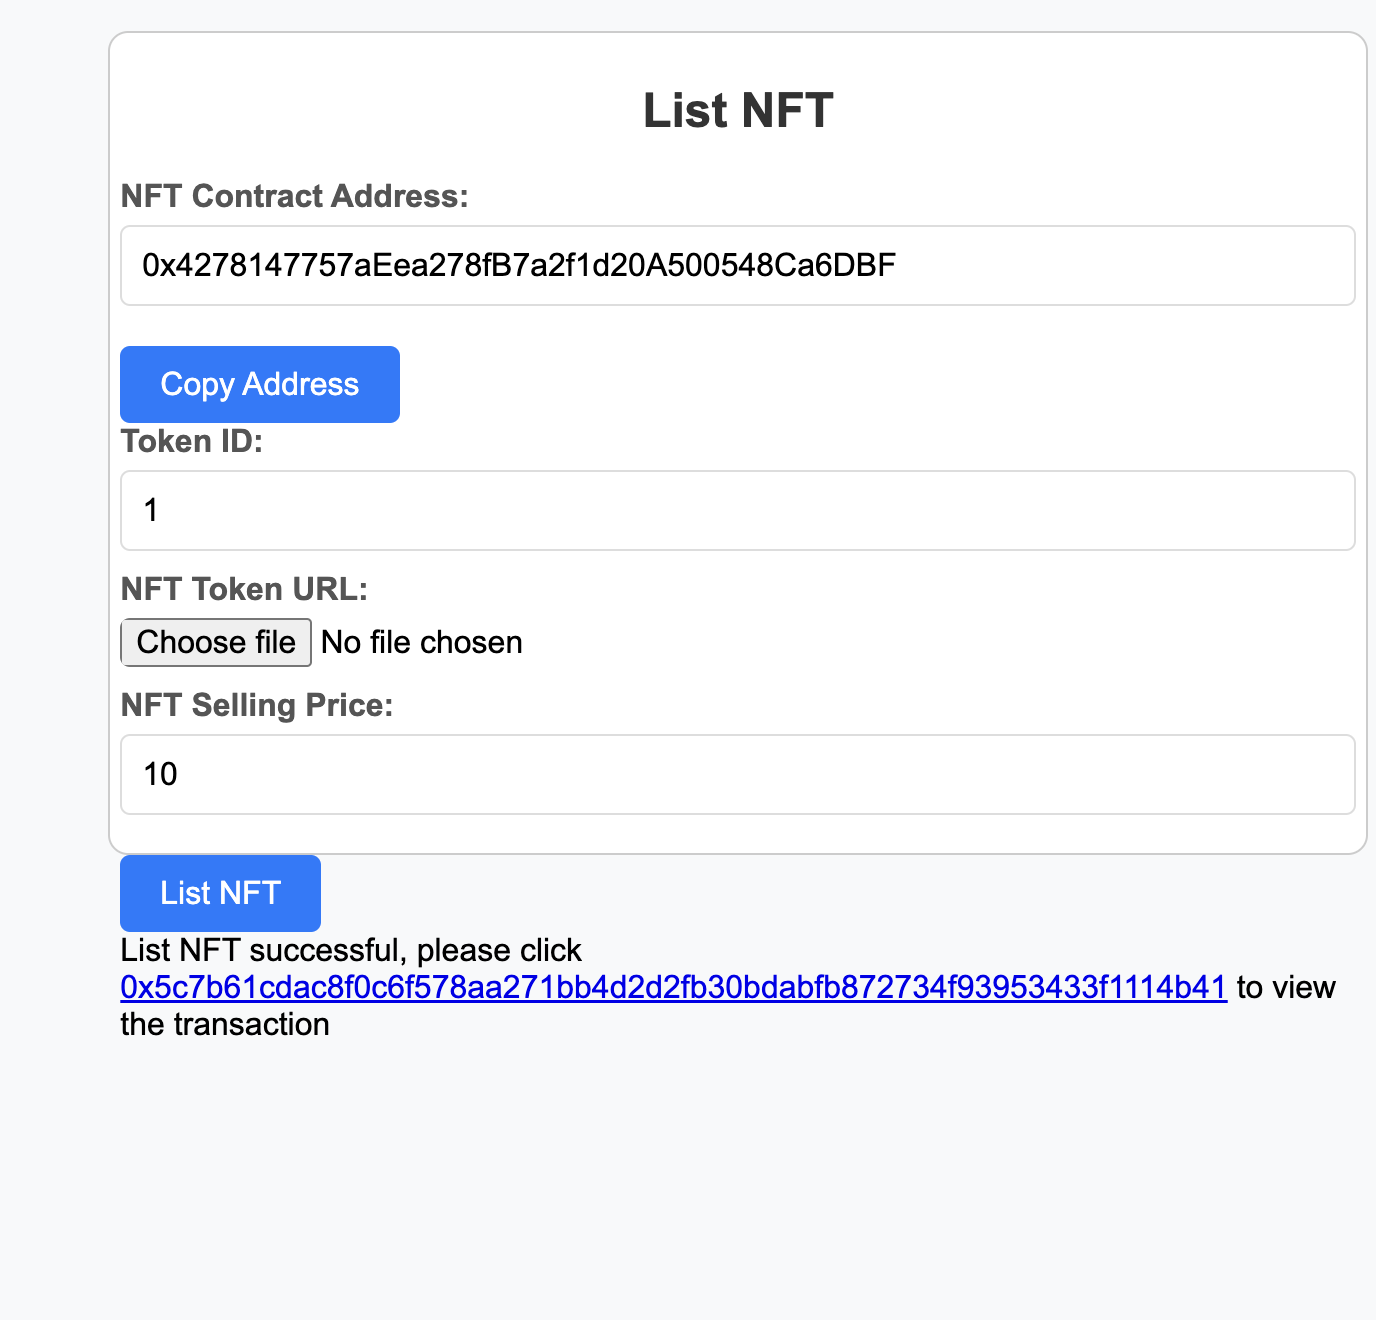 List NFT
NFT Contract Address:
0x4278147757aEea278fB7a2f1d20A500548Ca6DBF
Copy Address
Token ID:
1
NFT Token URL:
Choose file No file chosen
NFT Selling Price:
10
List NFT
List NFT successful, please click
0x5c7b61cdac8f0c6f578aa271bb4d2d2fb30bdabfb872734f93953433f1114b41 to view
the transaction